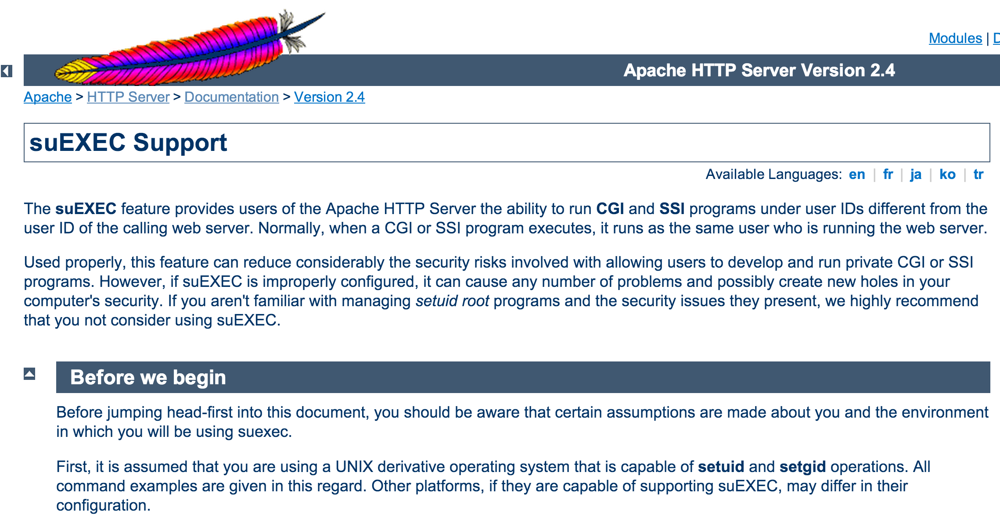 Modules |
Apache HTTP Server Version 2.4
Apache > HTTP Server > Documentation > Version 2.4
suEXEC Support
Available Languages: en | fr | ja | ko | tr
The suEXEC feature provides users of the Apache HTTP Server the ability to run CGI and SSI programs under user IDs different from the
user ID of the calling web server. Normally, when a CGI or SSI program executes, it runs as the same user who is running the web server.
Used properly, this feature can reduce considerably the security risks involved with allowing users to develop and run private CGI or SSI
programs. However, if suEXEC is improperly configured, it can cause any number of problems and possibly create new holes in your
computer's security. If you aren't familiar with managing setuid root programs and the security issues they present, we highly recommend
that you not consider using suEXEC.
Before we begin
Before jumping head-first into this document, you should be aware that certain assumptions are made about you and the environment
in which you will be using suexec.
First, it is assumed that you are using a UNIX derivative operating system that is capable of setuid and setgid operations. All
command examples are given in this regard. Other platforms, if they are capable of supporting suEXEC, may differ in their
configuration.